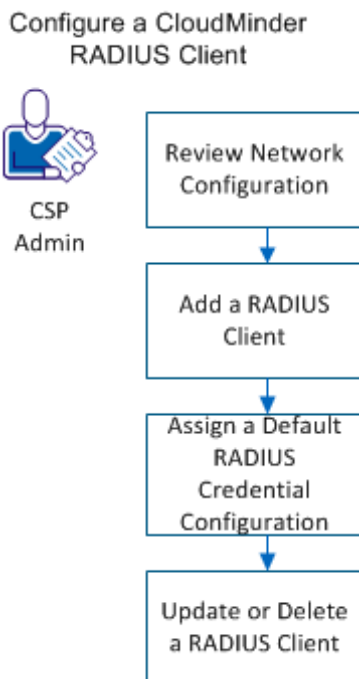 Configure a CloudMinder
RADIUS Client
CSP
Admin
Review Network
Configuration
Add a RADIUS
Client
Assign a Default
RADIUS
Credential
Configuration
Update or Delete
a RADIUS Client